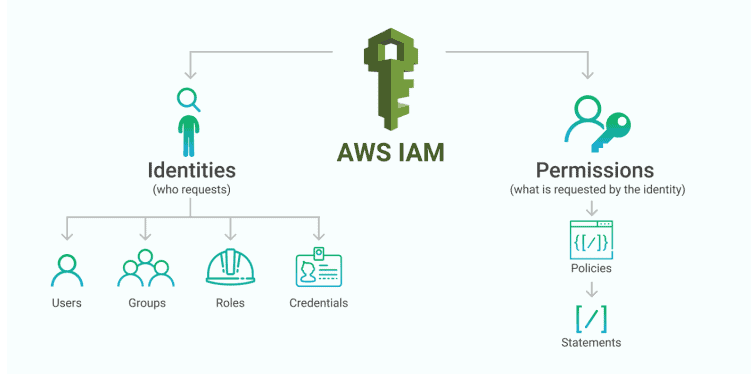 AWS IAM
Identities
(who requests)
Users
Groups
Roles
Credentials
Permissions
(what is requested by the identity)
{[/]}
Policies
[/]
Statements